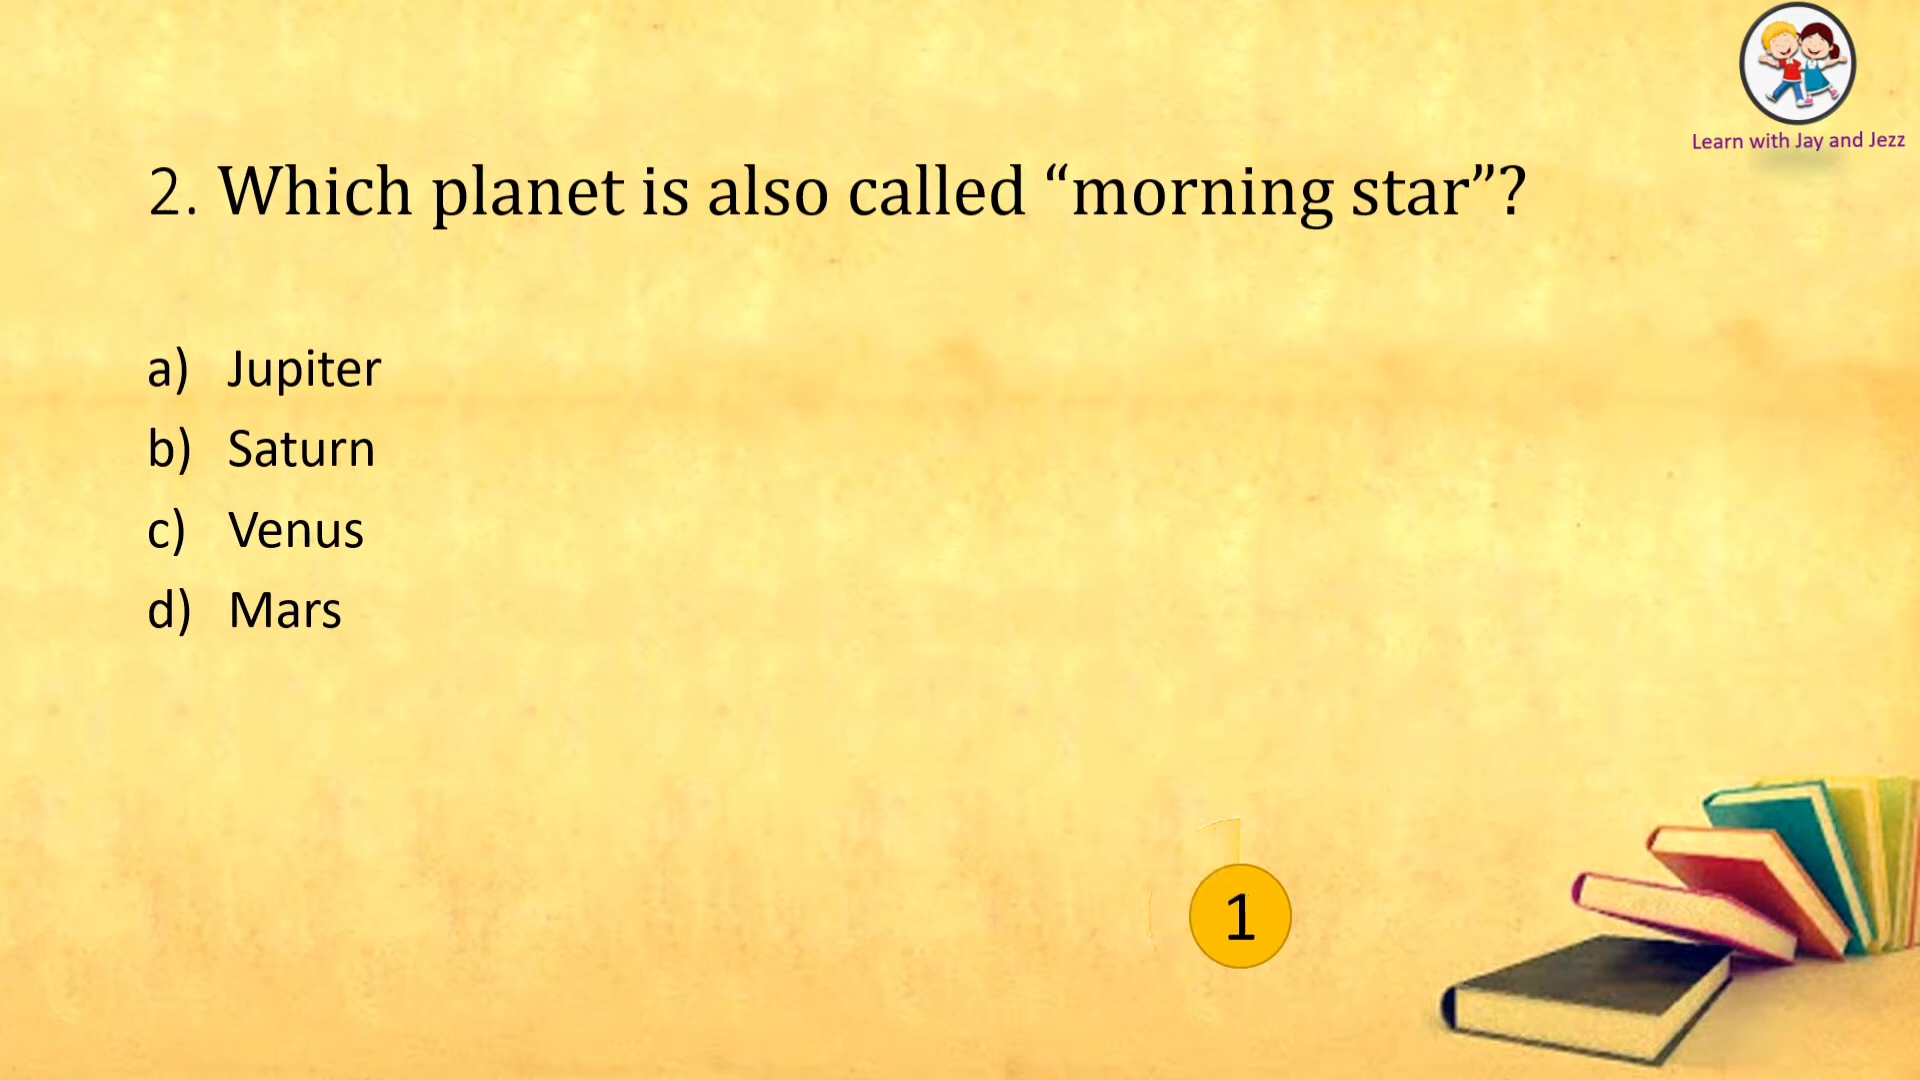 Learn with Jay and Jezz
2. Which planet is also called “morning star”?
a) Jupiter
b) Saturn
c) Venus
d) Mars
1